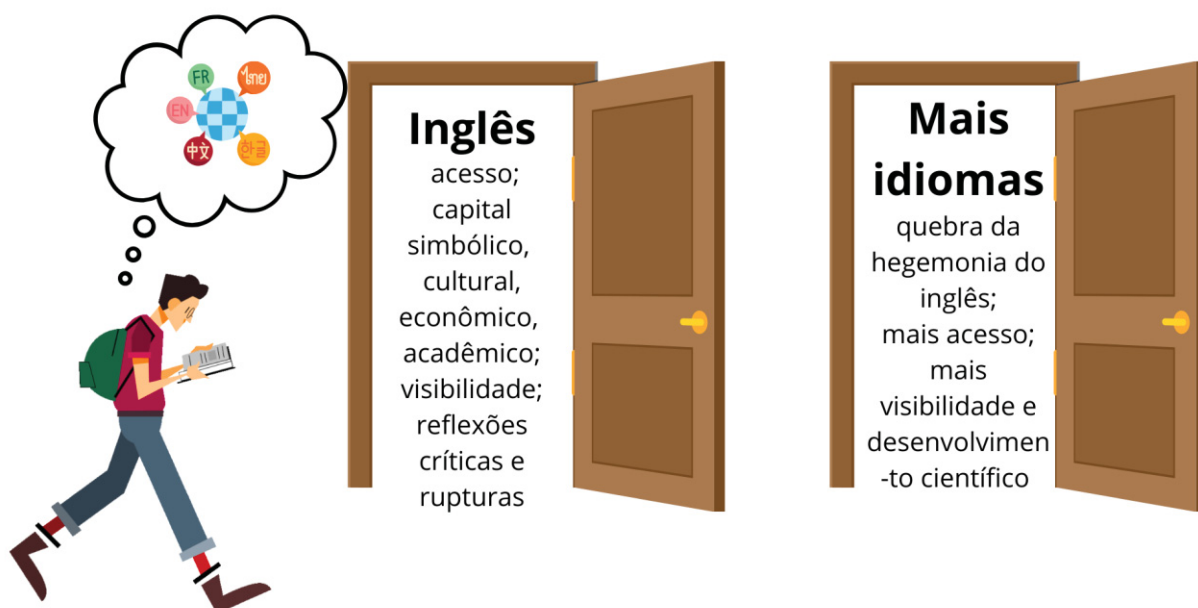 FR
ไทย
EN
中文
한글
Inglês
acesso;
capital
simbólico,
cultural,
econômico,
acadêmico;
visibilidade;
reflexões
críticas e
rupturas
Mais
idiomas
quebra da
hegemonia do
inglês;
mais acesso;
mais
visibilidade e
desenvolvimen
-to científico